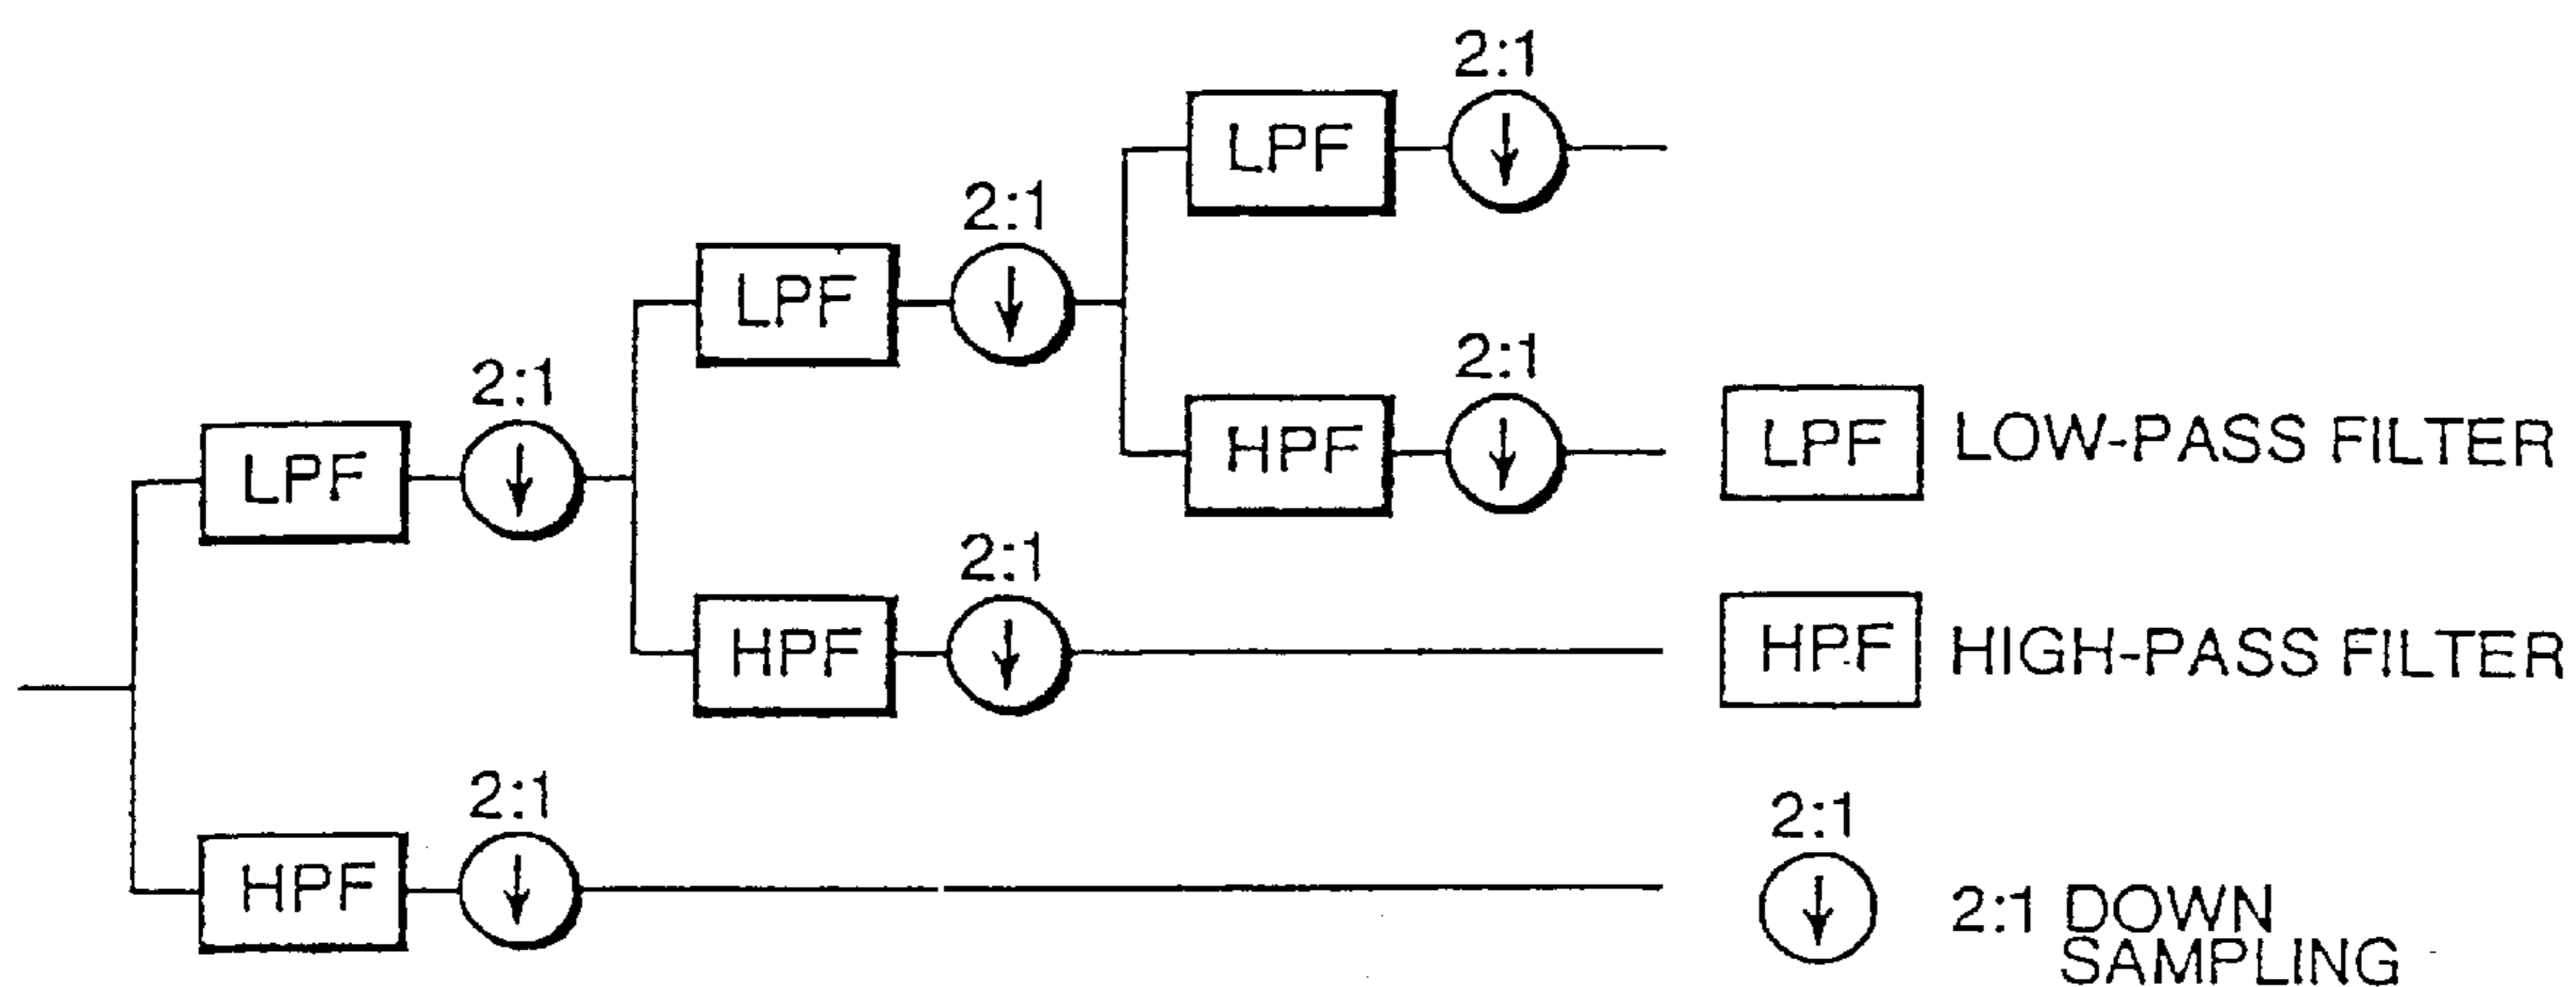 2:1
LPF
2:1
LPF
2:1
2:1
HPF
LPF LOW-PASS FILTER
2:1
LPF
2:1
HPF
HPF HIGH-PASS FILTER
2:1
HPF
2:1
2:1 DOWN
SAMPLING